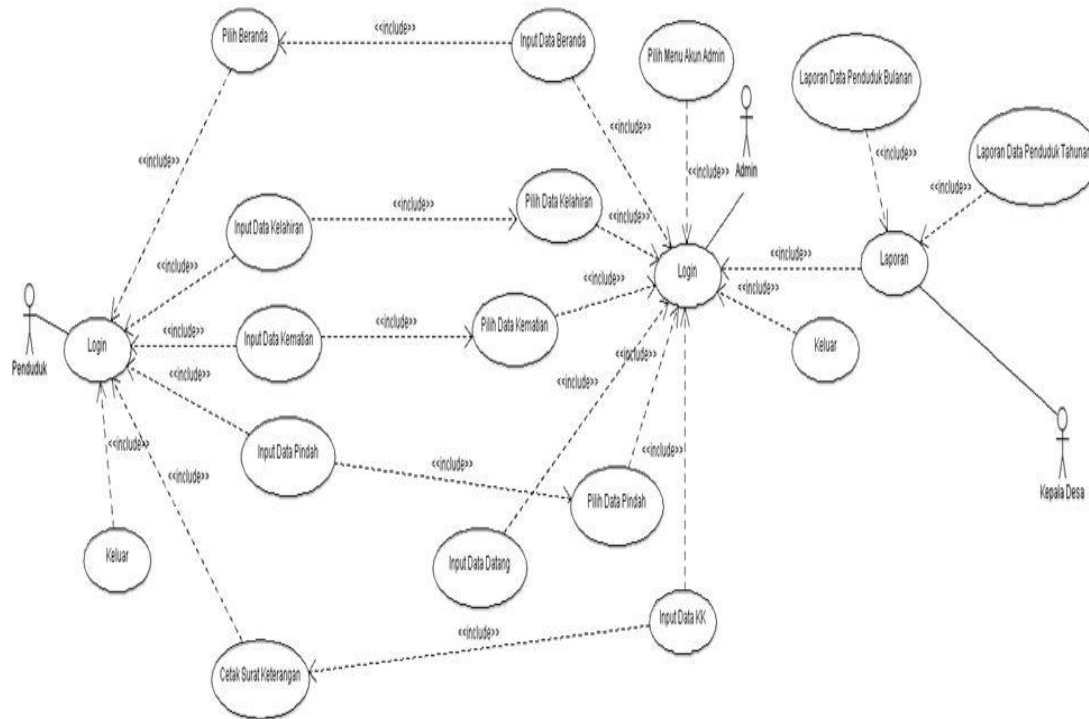 Pilih Beranda
<<include>>
Input Data Beranda
Pilih Menu Akun Admin
Laporan Data Penduduk Bulanan
Laporan Data Penduduk Tahunan
Admin
<<include>>
<<include>>
<<include>>
<<include>>
<<include>>
Input Data Kelahiran
<<include>>
Pilih Data Kelahiran
<<include>>
Login
<<include>>
Laporan
<<include>>
<<include>>
<<include>>
Penduduk
Login
<<include>>
Input Data Kematian
<<include>>
Pilih Data Kematian
Keluar
<<include>>
<<include>>
<<include>>
<<include>>
Input Data Pindah
<<include>>
<<include>>
Pilih Data Pindah
Kepala Desa
Keluar
Input Data Datang
Input Data KK
<<include>>
Cetak Surat Keterangan